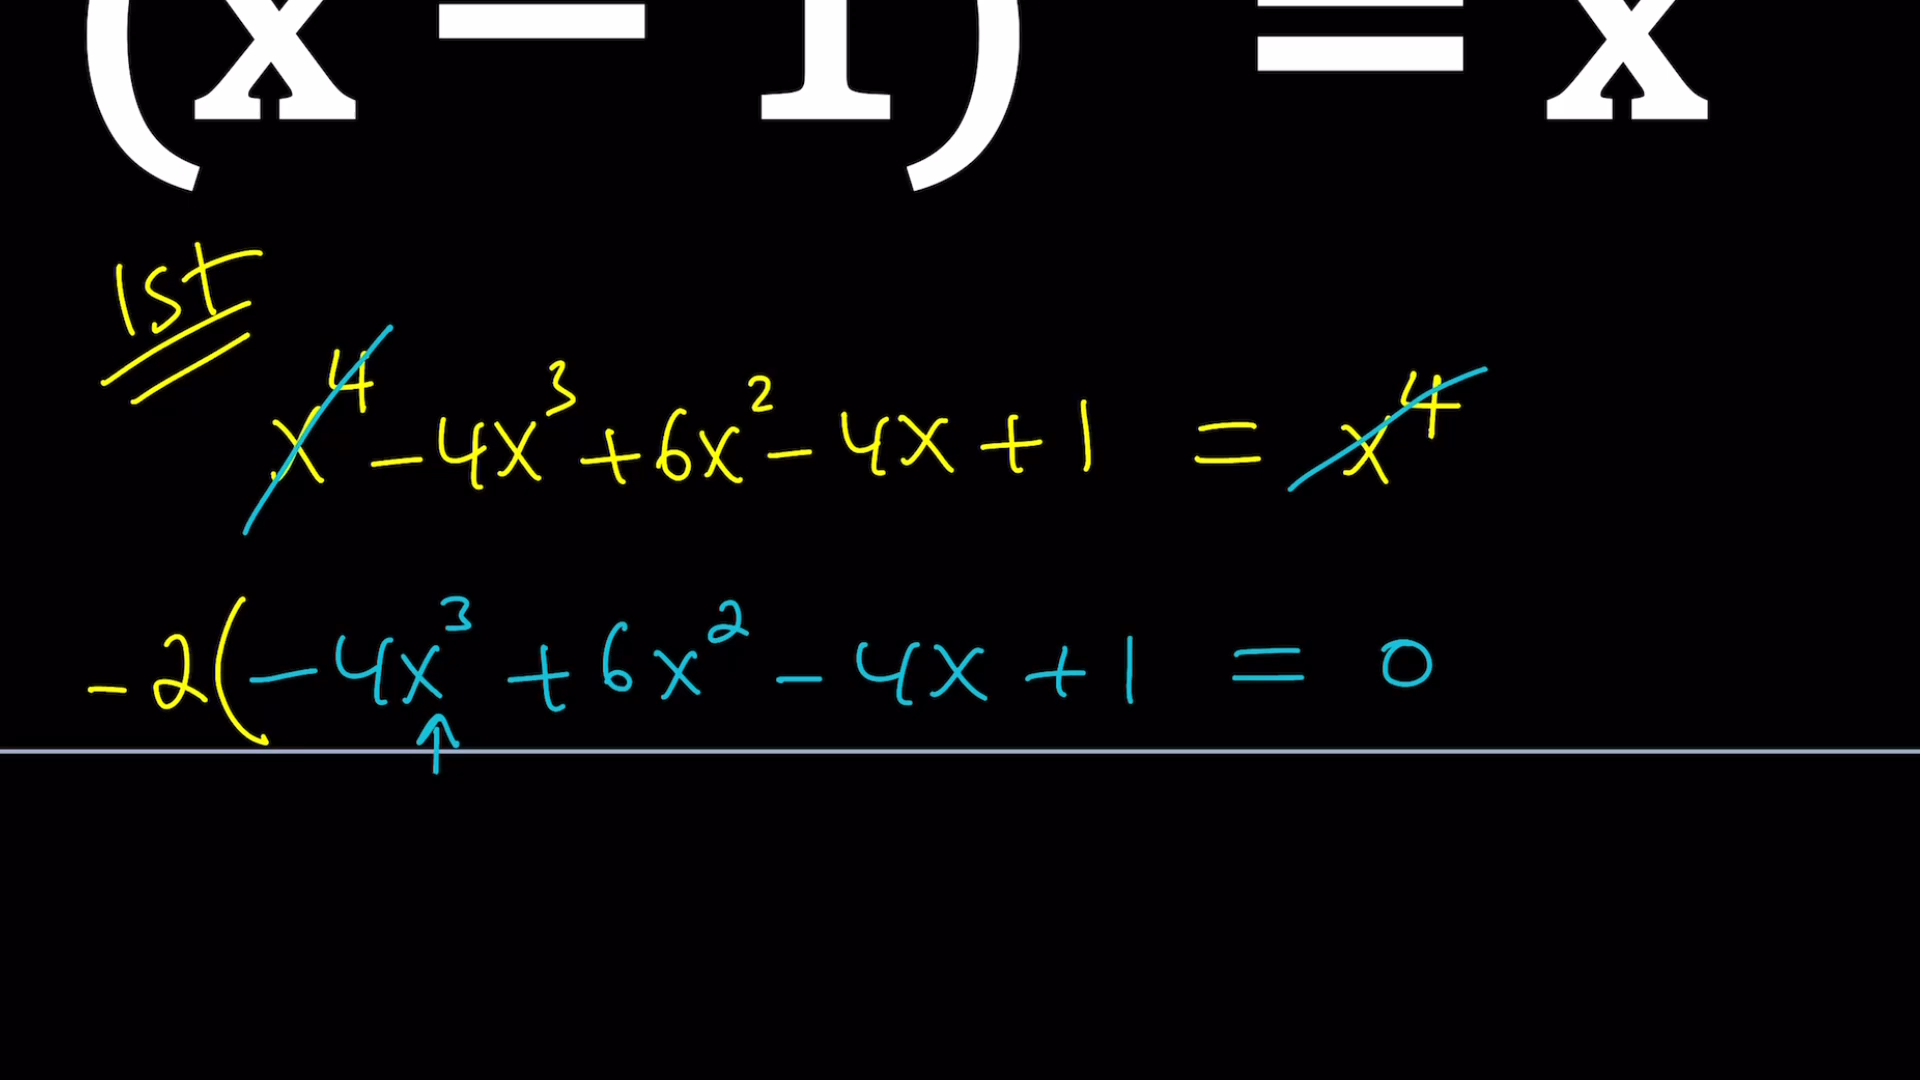 (x − 1) = x
1st
x⁴ − 4x³ + 6x² − 4x + 1 = x⁴
-2( − 4x³ + 6x² − 4x + 1 = 0